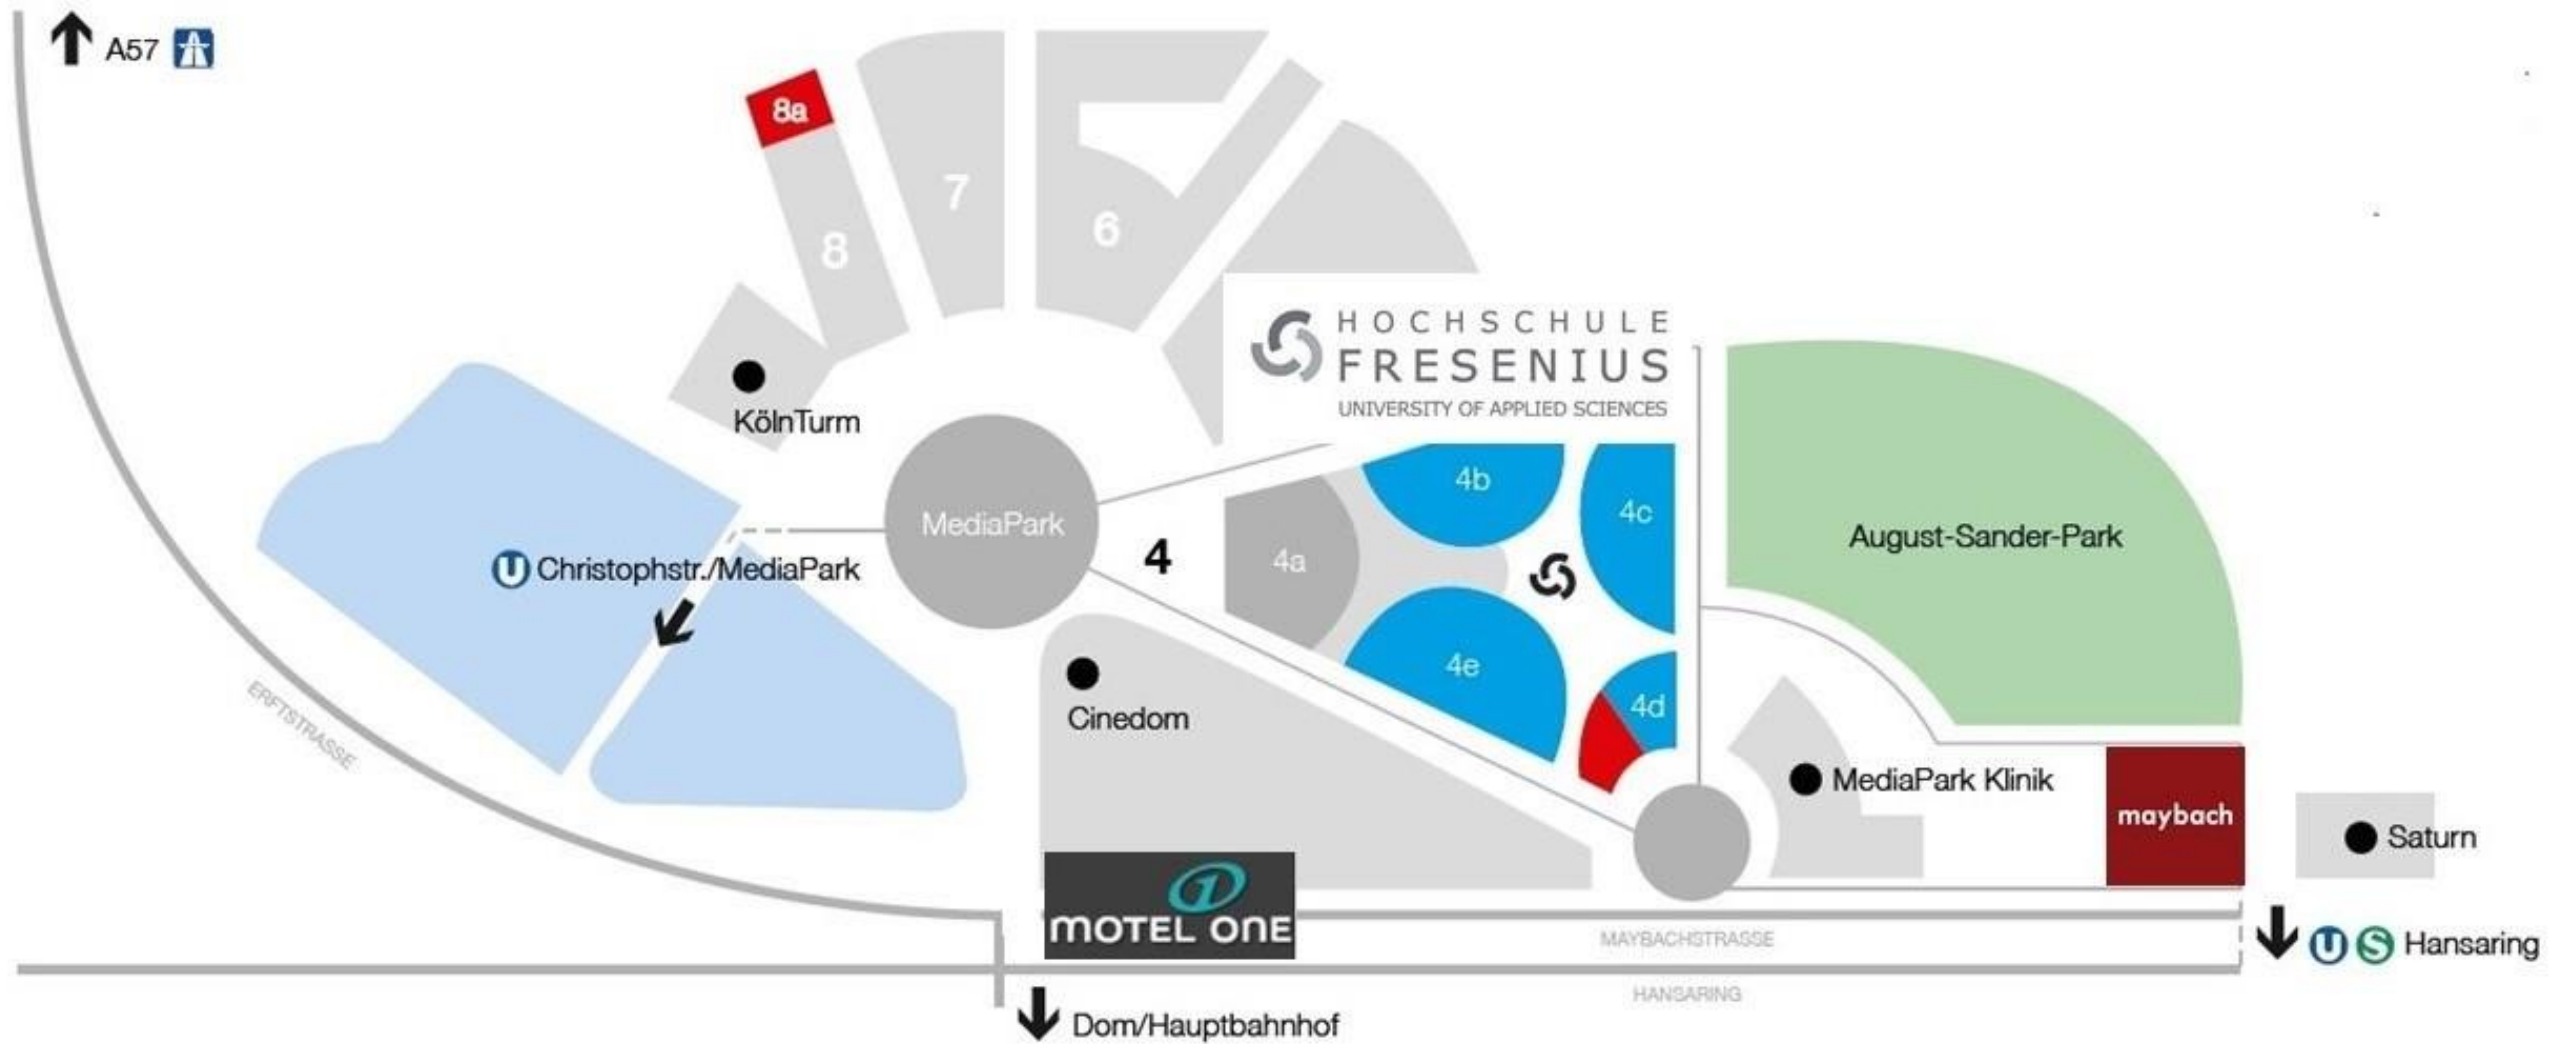 A57
8a
7
8
6
HOCHSCHULE
FRESENIUS
UNIVERSITY OF APPLIED SCIENCES
KölnTurm
MediaPark
4
4a
4b
4c
4e
4d
August-Sander-Park
U Christophstr./MediaPark
ERFTSTRASSE
Cinedom
MediaPark Klinik
maybach
Saturn
1
MOTEL ONE
MAYBACHSTRASSE
U S Hansaring
HANSARING
Dom/Hauptbahnhof